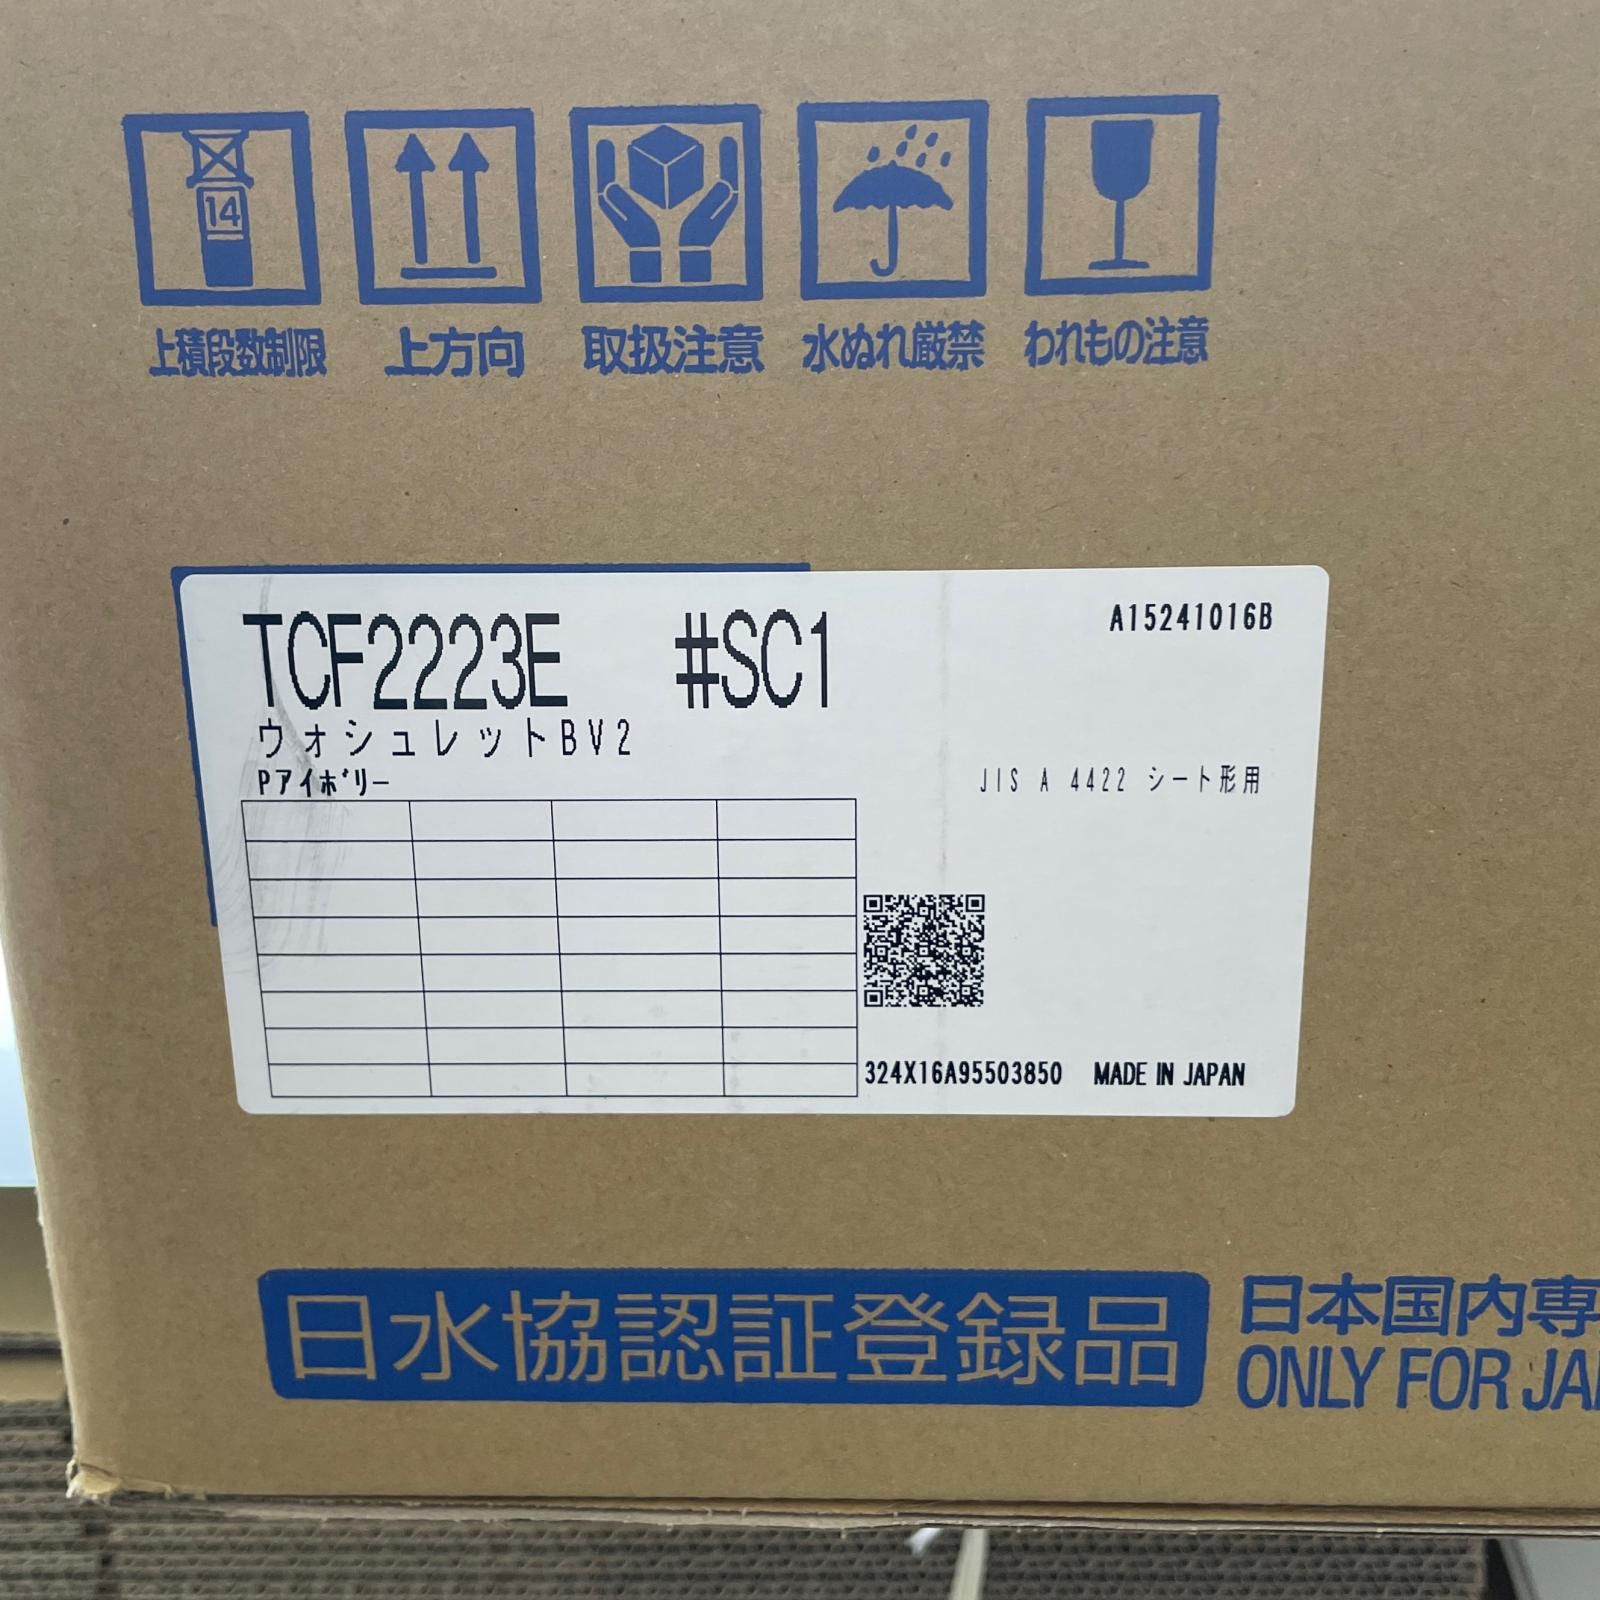 14
上積段数制限 上方向 取扱注意 水ぬれ厳禁 われもの注意
TCF2223E #SC1 A15241016B
ウォシュレットBV2
Pアイボリー JIS A 4422 シート形用
324X16A95503850 MADE IN JAPAN
日水協認証登録品 日本国内専
ONLY FOR JA